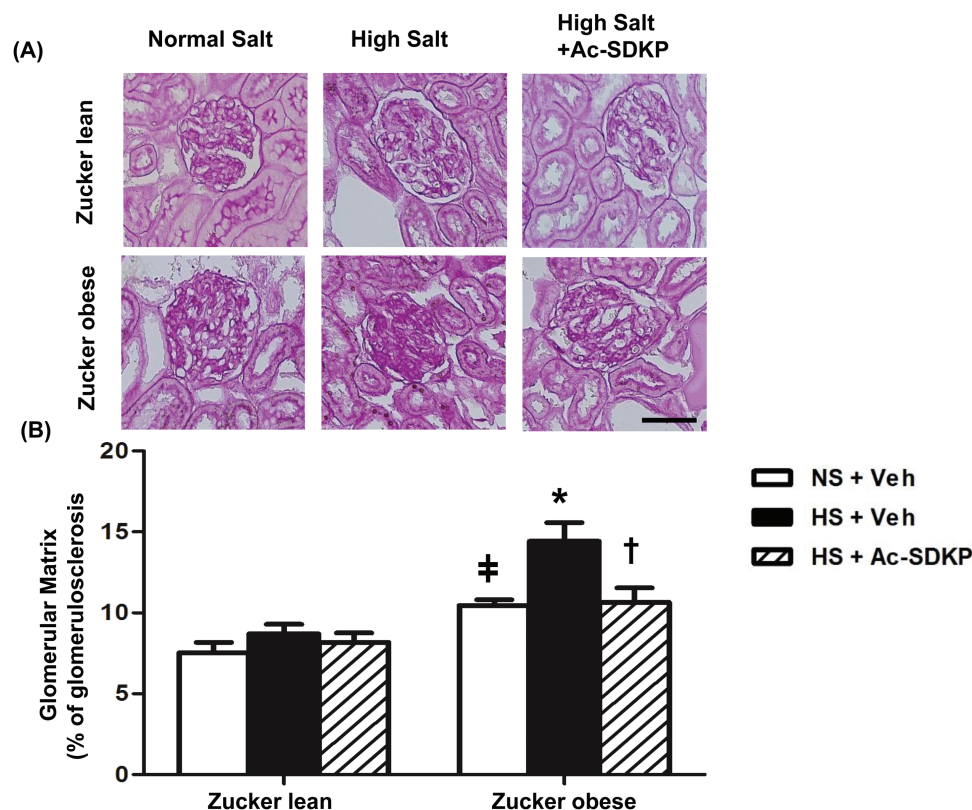 (A)
Normal Salt
High Salt
High Salt
+Ac-SDKP
Zucker lean
Zucker obese
(B)
Glomerular Matrix
(% of glomerulosclerosis
20
15
10
5
0
‡
*
†
Zucker lean
Zucker obese
NS + Veh
HS + Veh
HS + Ac-SDKP